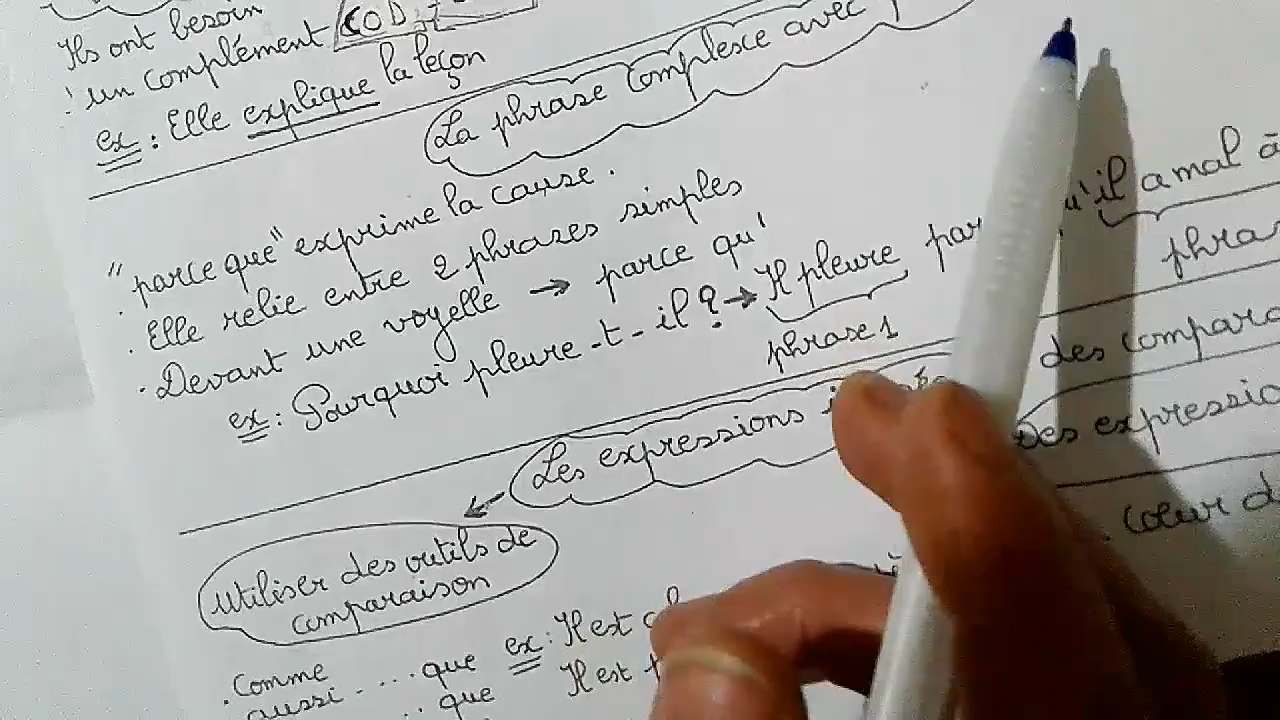 Ils ont besoin
un complément COD
ex : Elle explique la leçon
La phrase complexe avec
"parce que" exprime la cause.
. Elle relie entre 2 phrases simples
. Devant une voyelle → parce qu'
ex : Pourquoi pleure-t-il ? → Il pleure par u'il a mal à
phrase 1 phra
Les expressions
des compara
Des expressio
utiliser des outils de
comparaison
cœur d
. Comme
ex : Il est
aussi .... que
Il est
.. que